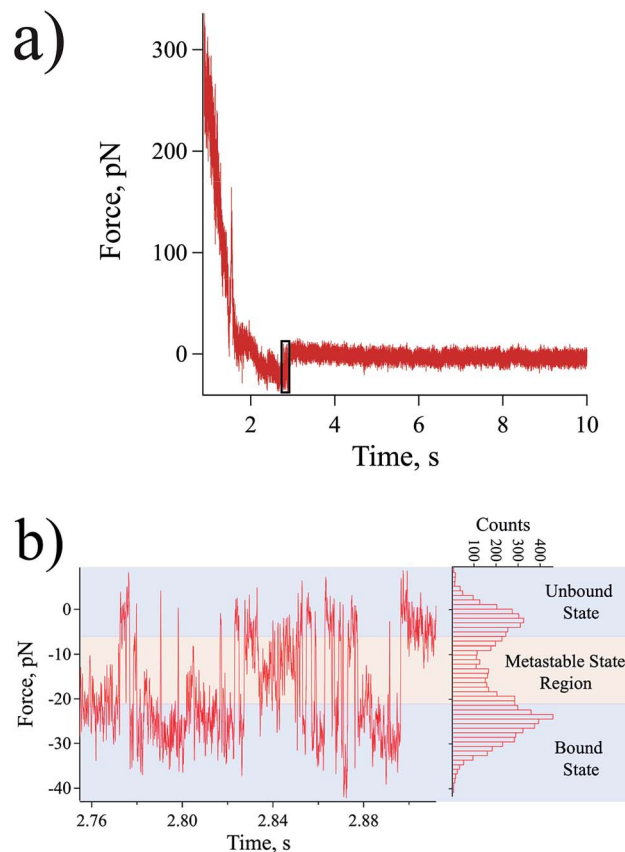 a)
300
200
100
0
Force, pN
2
4
6
8
10
Time, s
b)
Counts
100
200
300
400
0
-10
-20
-30
-40
Force, pN
Unbound
State
Metastable State
Region
Bound
State
2.76
2.80
2.84
2.88
Time, s